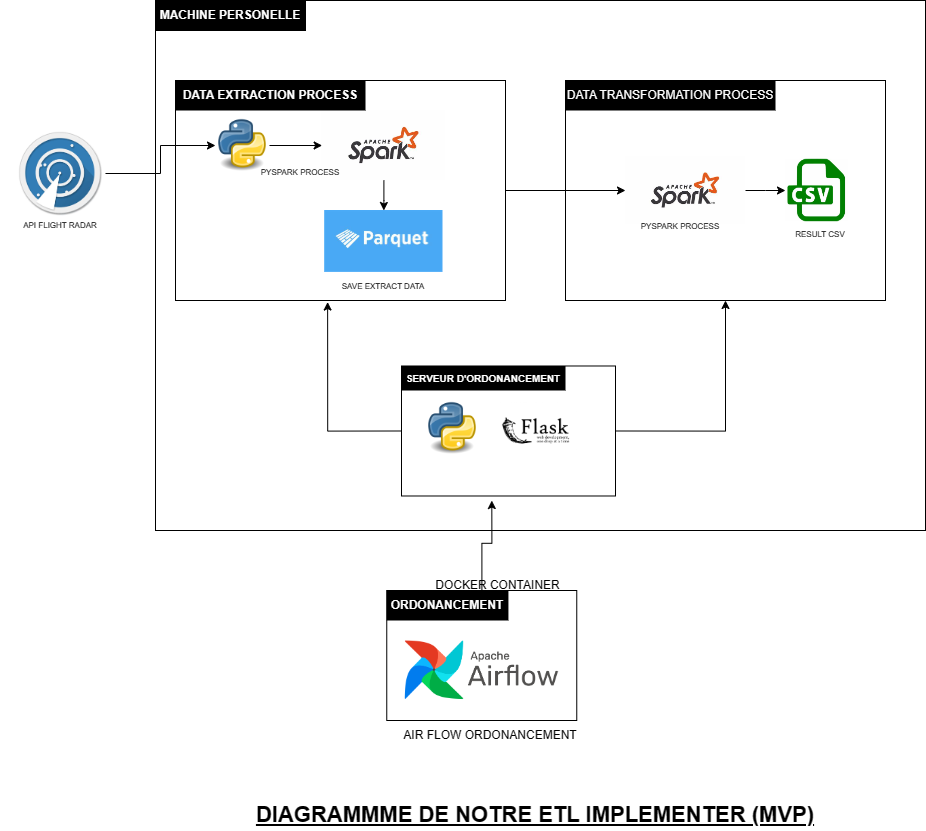 MACHINE PERSONELLE
DATA EXTRACTION PROCESS
DATA TRANSFORMATION PROCESS
APACHE
Spark™
PYSPARK PROCESS
API FLIGHT RADAR
Parquet
SAVE EXTRACT DATA
APACHE
Spark™
PYSPARK PROCESS
CSV
RESULT CSV
SERVEUR D'ORDONANCEMENT
Flask
web development,
one drop at a time
DOCKER CONTAINER
ORDONANCEMENT
Apache
Airflow
AIR FLOW ORDONANCEMENT
DIAGRAMMME DE NOTRE ETL IMPLEMENTER (MVP)